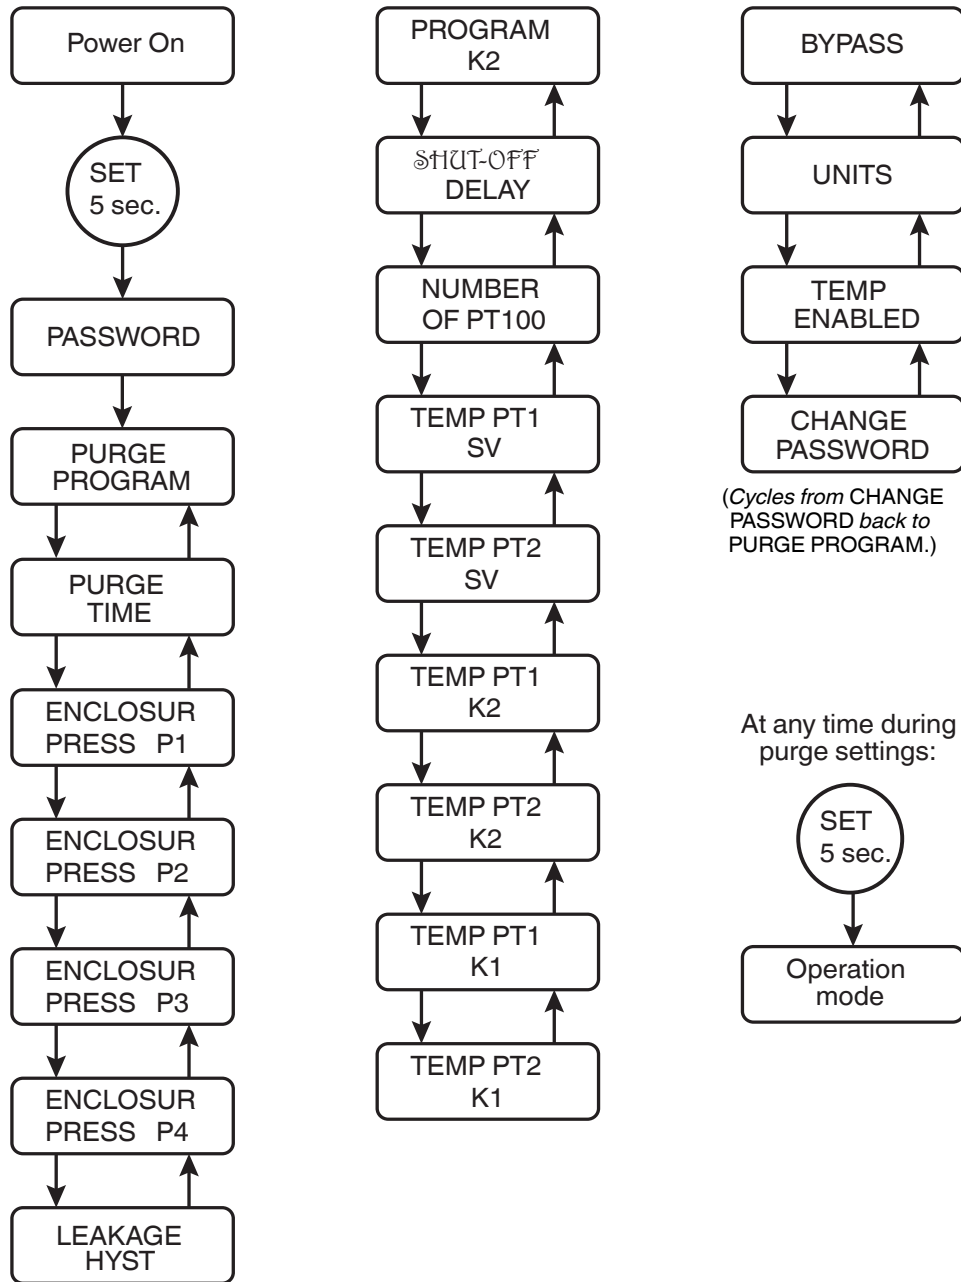 Power On
SET
5 sec.
PASSWORD
PURGE
PROGRAM
PURGE
TIME
ENCLOSUR
PRESS P1
ENCLOSUR
PRESS P2
ENCLOSUR
PRESS P3
ENCLOSUR
PRESS P4
LEAKAGE
HYST
PROGRAM
K2
SHUT-OFF
DELAY
NUMBER
OF PT100
TEMP PT1
SV
TEMP PT2
SV
TEMP PT1
K2
TEMP PT2
K2
TEMP PT1
K1
TEMP PT2
K1
BYPASS
UNITS
TEMP
ENABLED
CHANGE
PASSWORD
(Cycles from CHANGE
PASSWORD back to
PURGE PROGRAM.)
At any time during
purge settings:
SET
5 sec.
Operation
mode